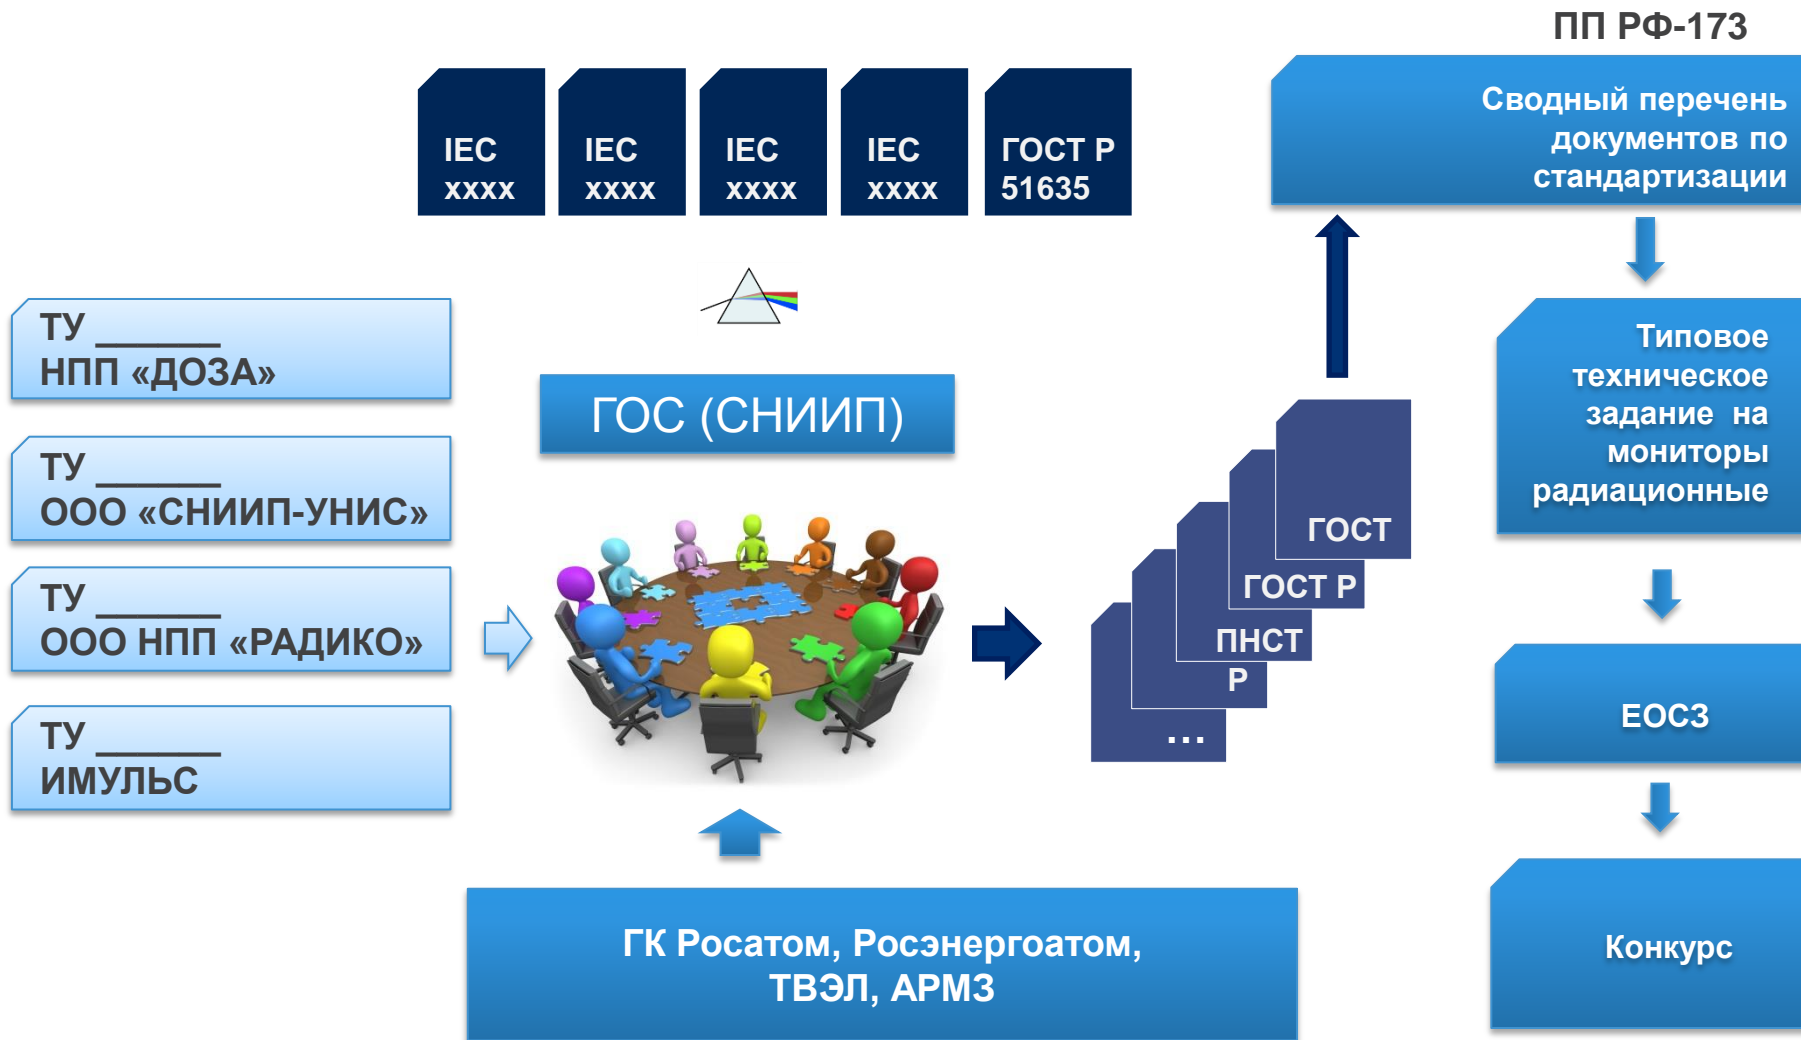 ПП РФ-173
Сводный перечень
документов по
стандартизации
IEC
xxxx
IEC
xxxx
IEC
xxxx
IEC
xxxx
ГОСТ Р
51635
ТУ ______
НПП «ДОЗА»
ТУ ______
ООО «СНИИП-УНИС»
ТУ ______
ООО НПП «РАДИКО»
ТУ ______
ИМУЛЬС
ГОС (СНИИП)
ГОСТ
ГОСТ Р
ПНСТ
Р
...
Типовое
техническое
задание на
мониторы
радиационные
ЕОСЗ
Конкурс
ГК Росатом, Росэнергоатом,
ТВЭЛ, АРМЗ